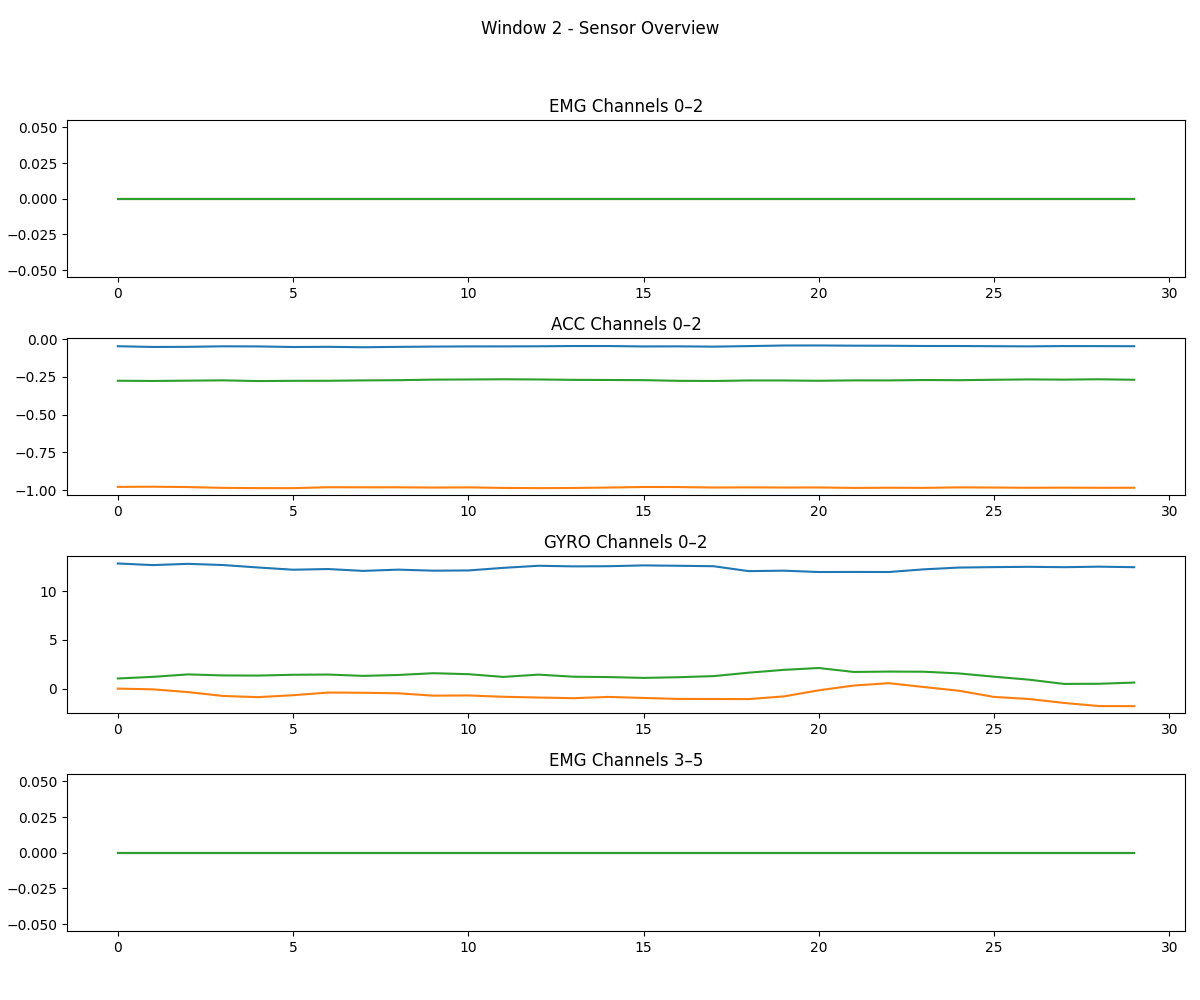 Window 2 - Sensor Overview
EMG Channels 0–2
0.050
0.025
0.000
−0.025
−0.050
0 5 10 15 20 25 30
ACC Channels 0–2
0.00
−0.25
−0.50
−0.75
−1.00
0 5 10 15 20 25 30
GYRO Channels 0–2
10
5
0
0 5 10 15 20 25 30
EMG Channels 3–5
0.050
0.025
0.000
−0.025
−0.050
0 5 10 15 20 25 30